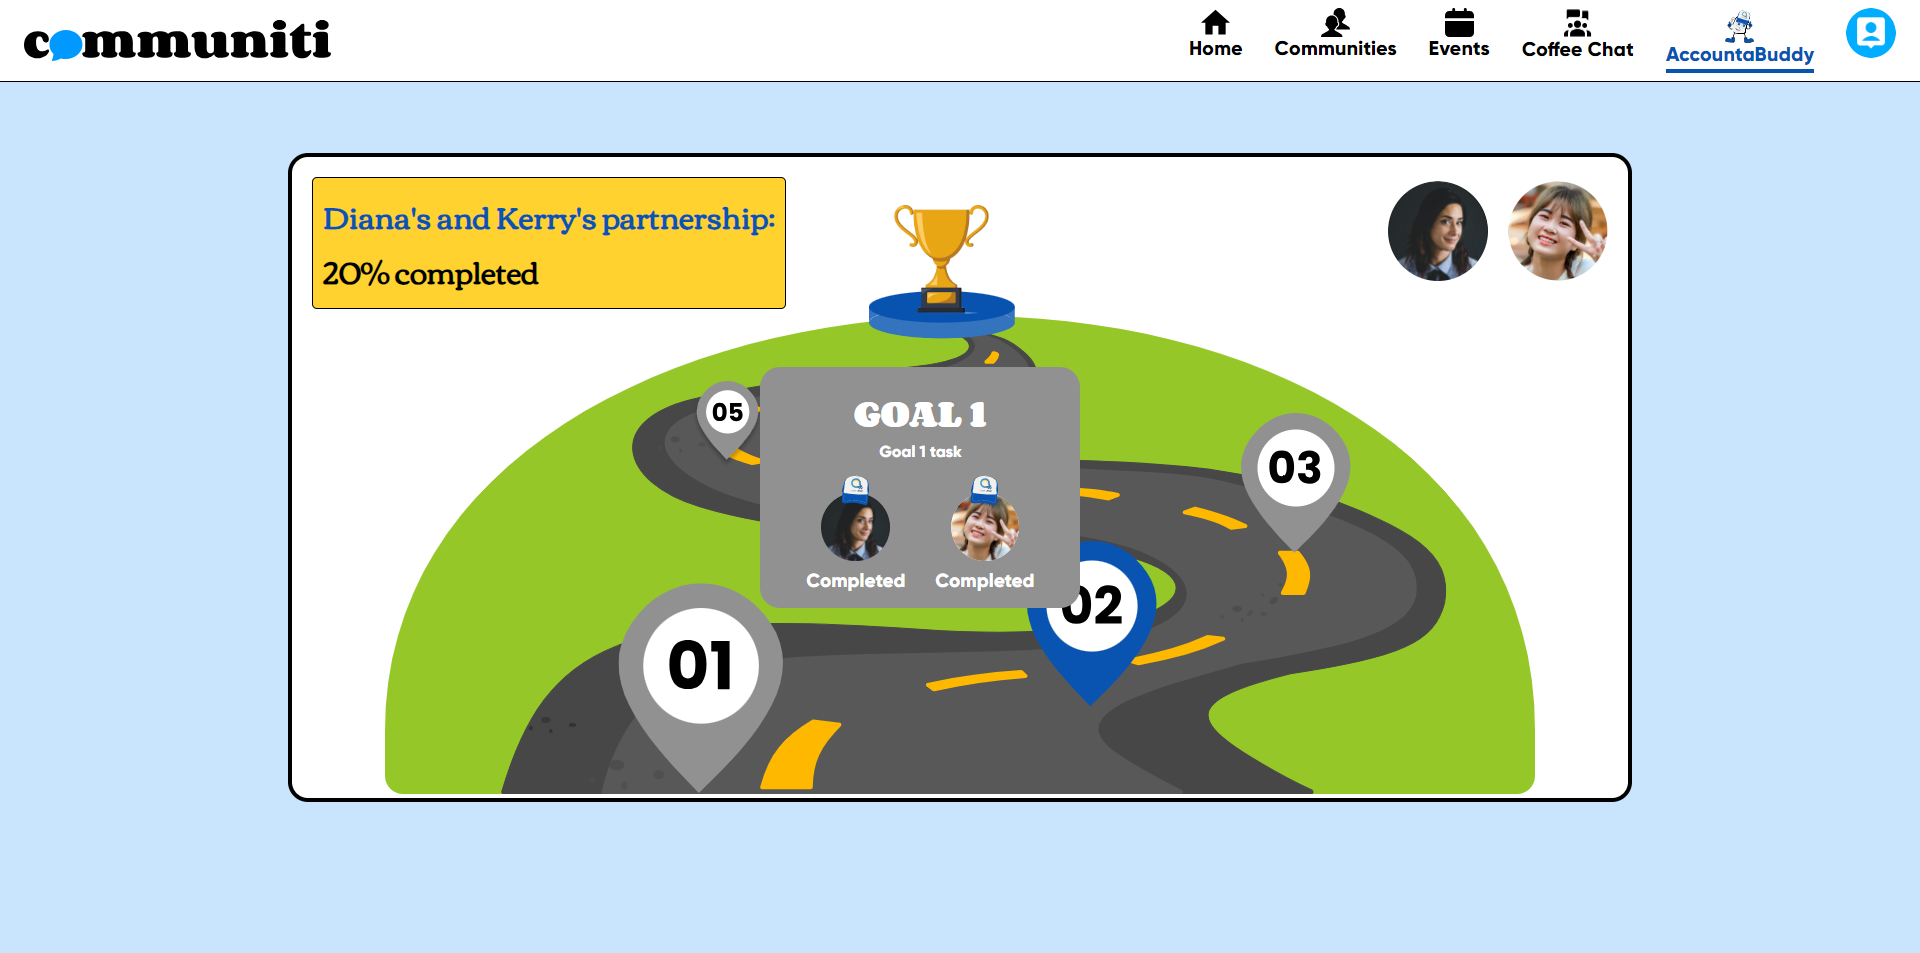 communiti
Home
Communities
Events
Coffee Chat
AccountaBuddy
Diana's and Kerry's partnership:
20% completed
05
GOAL 1
Goal 1 task
Completed
Completed
03
02
01